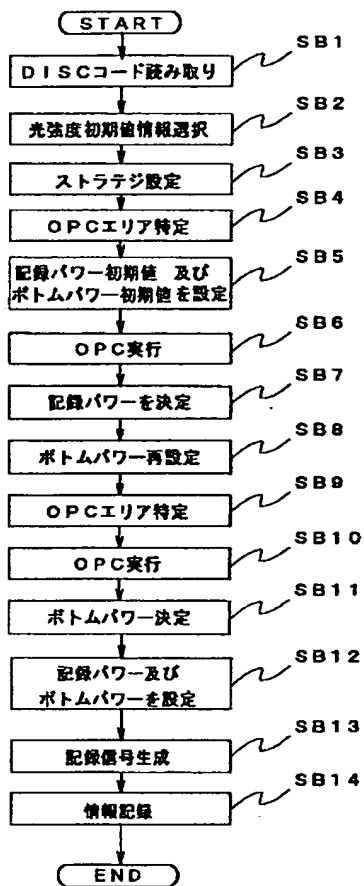 START
SB1
DISCコード読み取り
SB2
光強度初期値情報選択
SB3
ストラテジ設定
SB4
OPCエリア特定
SB5
記録パワー初期値 及び
ボトムパワー初期値を設定
SB6
OPC実行
SB7
記録パワーを決定
SB8
ボトムパワー再設定
SB9
OPCエリア特定
SB10
OPC実行
SB11
ボトムパワー決定
SB12
記録パワー及び
ボトムパワーを設定
SB13
記録信号生成
SB14
情報記録
END